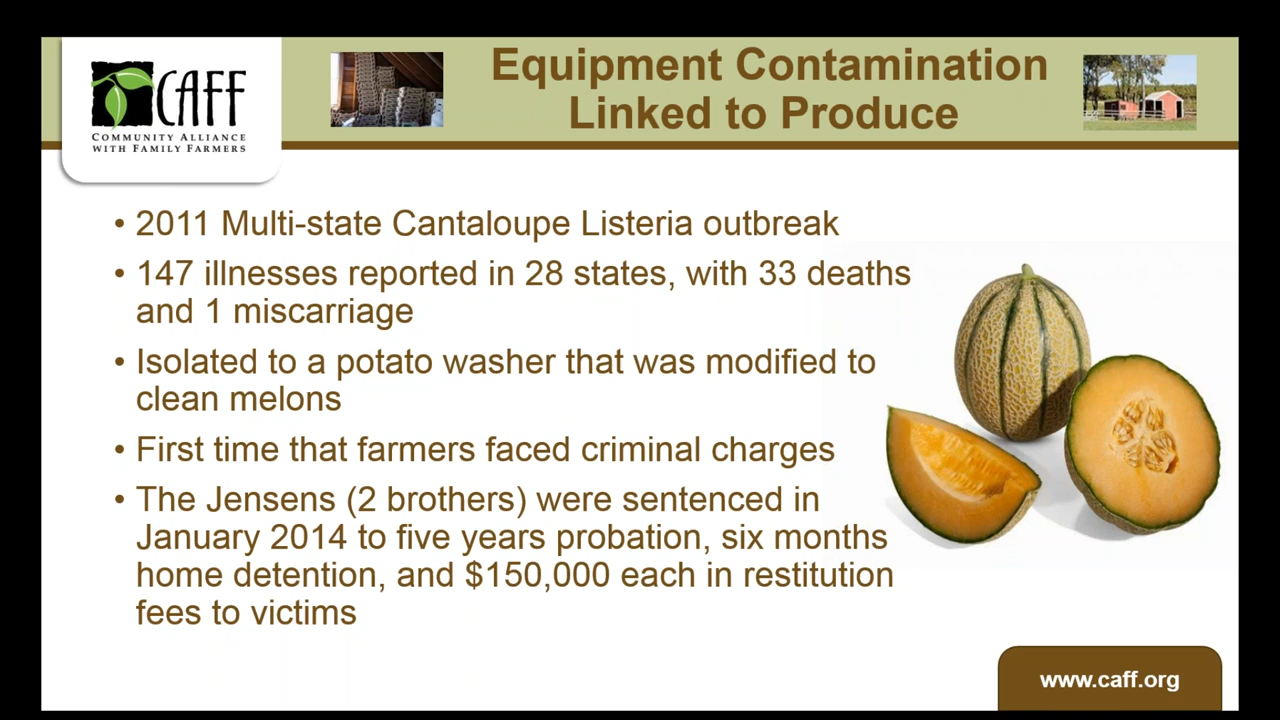 CAFF
COMMUNITY ALLIANCE
WITH FAMILY FARMERS
Equipment Contamination
Linked to Produce
• 2011 Multi-state Cantaloupe Listeria outbreak
• 147 illnesses reported in 28 states, with 33 deaths
and 1 miscarriage
• Isolated to a potato washer that was modified to
clean melons
• First time that farmers faced criminal charges
• The Jensens (2 brothers) were sentenced in
January 2014 to five years probation, six months
home detention, and $150,000 each in restitution
fees to victims
www.caff.org